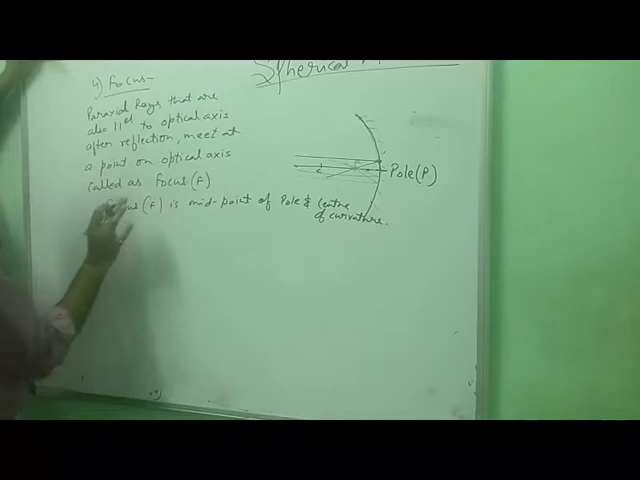 Spherical M
4) Focus-
Paraxial Rays that are
also 11el to optical axis
after reflection, meet at
a point on optical axis
called as focus.(F)
Focus (F) is mid-point of Pole & Centre
of curvature.
C
Pole(P)